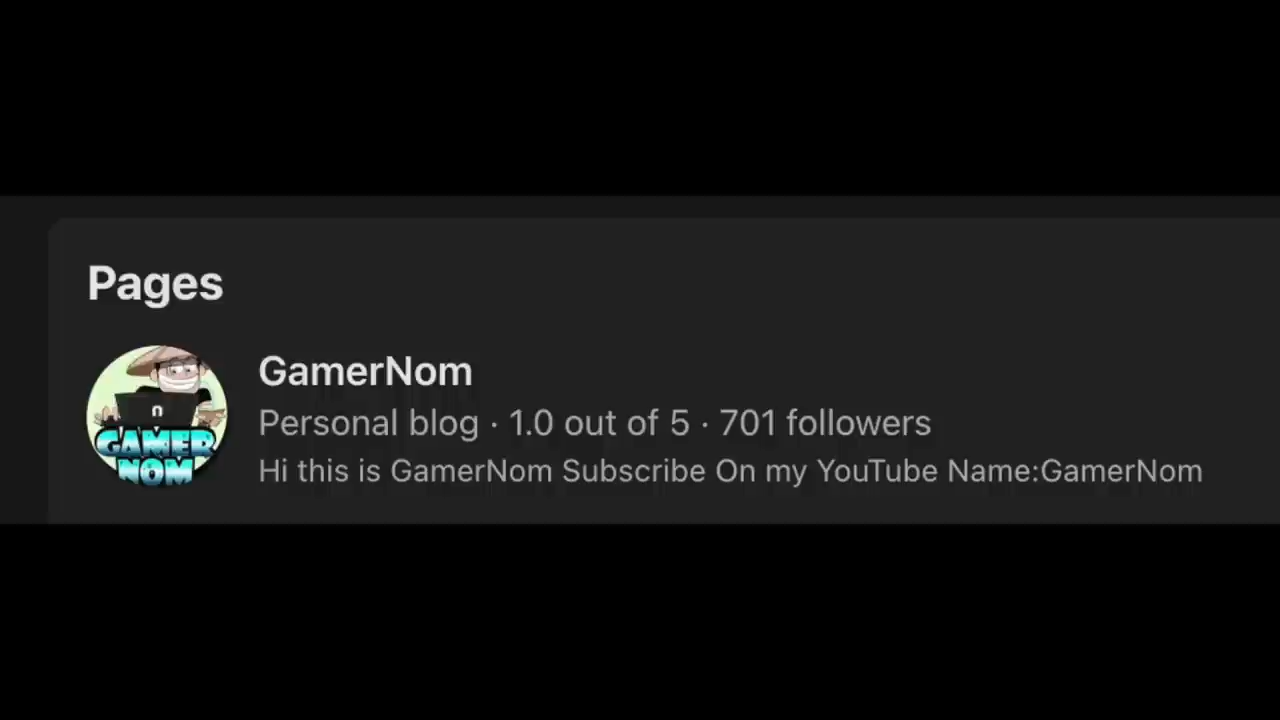 Pages
GamerNom
Personal blog · 1.0 out of 5 · 701 followers
Hi this is GamerNom Subscribe On my YouTube Name:GamerNom
n
GAMER
NOM